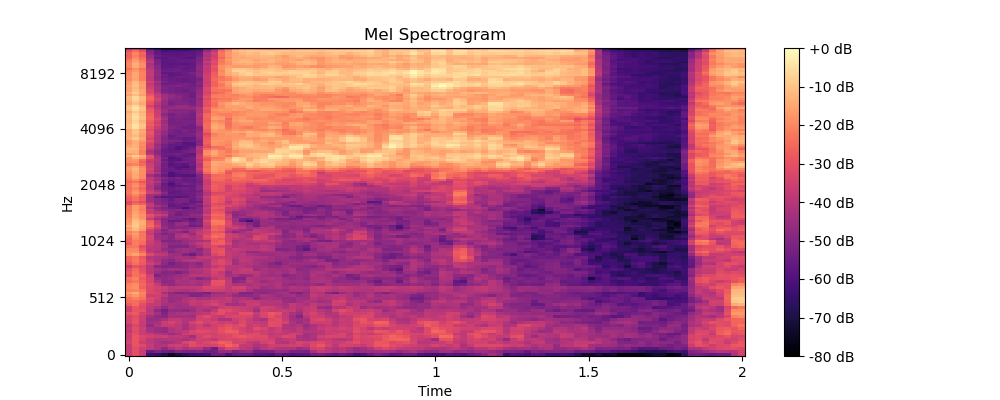 Mel Spectrogram
Hz
8192
4096
2048
1024
512
0
0 0.5 1 1.5 2
Time
+0 dB
-10 dB
-20 dB
-30 dB
-40 dB
-50 dB
-60 dB
-70 dB
-80 dB